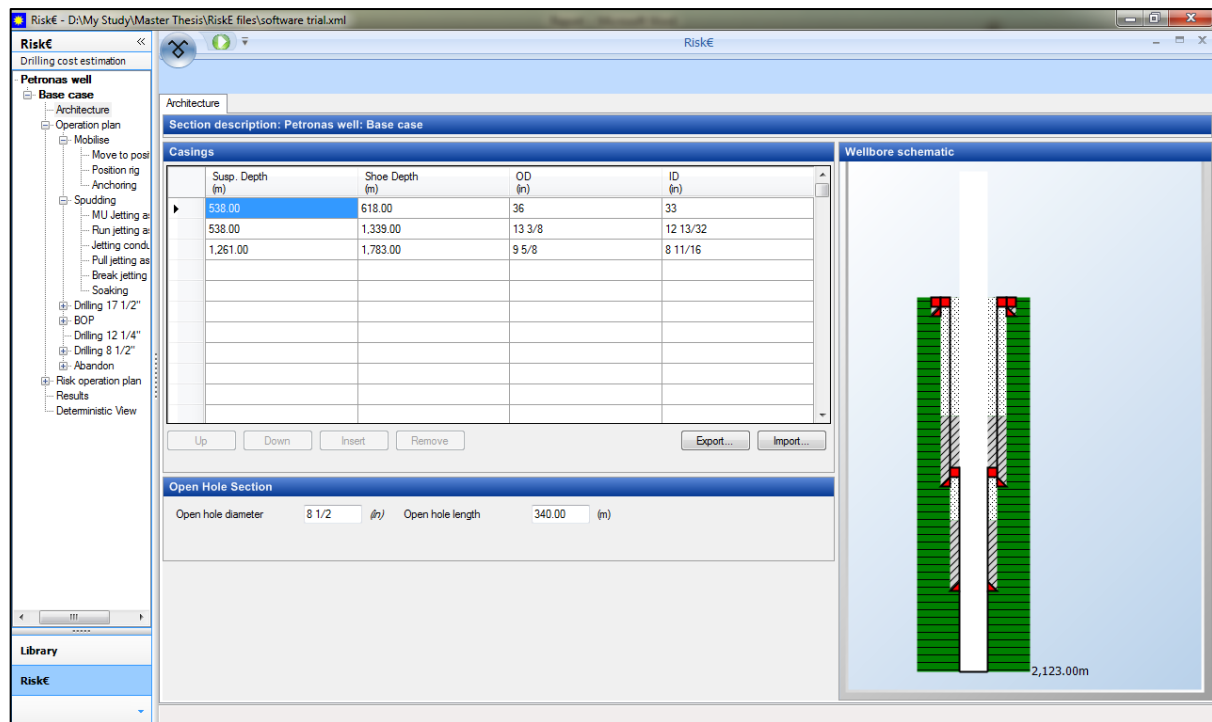 Risk€ - D:\My Study\Master Thesis\RiskE files\software trial.xml
Risk€
Drilling cost estimation
Petronas well
Base case
Architecture
Operation plan
Mobilise
Move to posi
Position rig
Anchoring
Spudding
MU Jetting a
Run jetting a
Jetting condu
Pull jetting as
Break jetting
Soaking
Drilling 17 1/2"
BOP
Drilling 12 1/4"
Drilling 8 1/2"
Abandon
Risk operation plan
Results
Deterministic View
Library
Risk€
Risk€
Architecture
Section description: Petronas well: Base case
Casings
Susp. Depth (m) Shoe Depth (m) OD (in) ID (in)
538.00 618.00 36 33
538.00 1,339.00 13 3/8 12 13/32
1,261.00 1,783.00 9 5/8 8 11/16
Up Down Insert Remove Export... Import...
Open Hole Section
Open hole diameter 8 1/2 (in) Open hole length 340.00 (m)
Wellbore schematic
2,123.00m